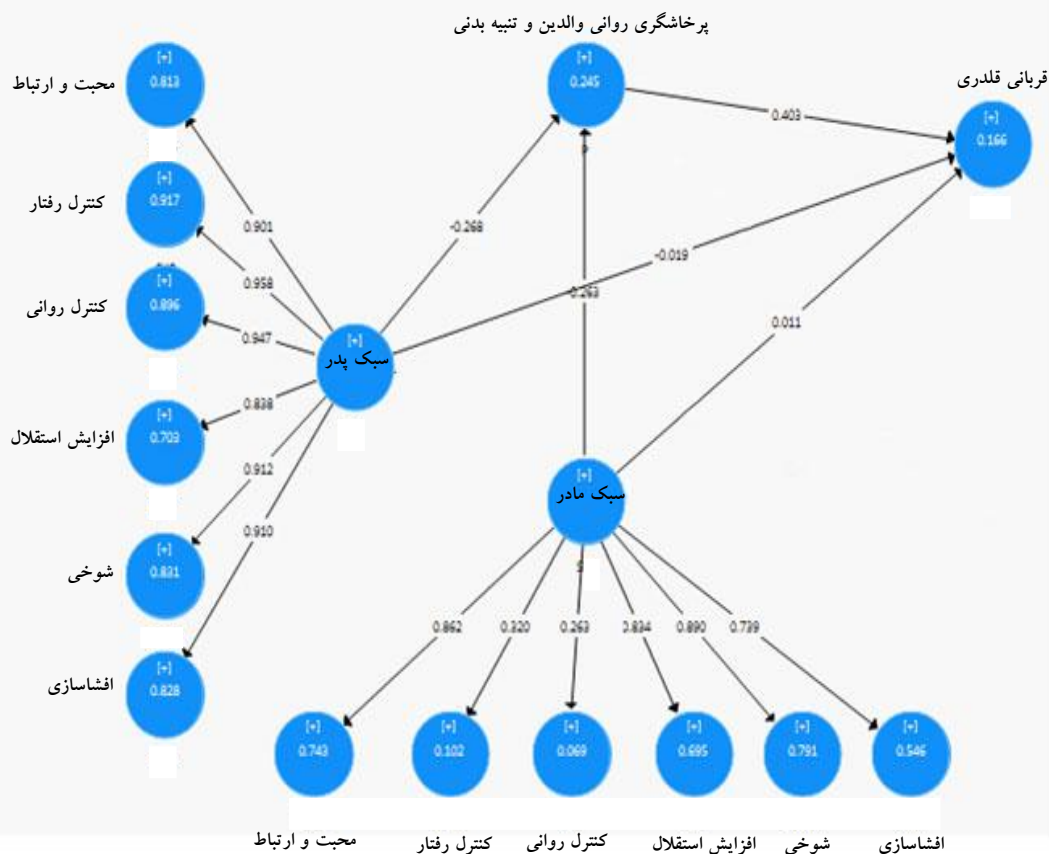 پرخاشگری روانی والدین و تنبیه بدنی
[+]
0.245
قربانی قلدری
[+]
0.166
محبت و ارتباط
[+]
0.813
کنترل رفتار
[+]
0.917
کنترل روانی
[+]
0.896
افزایش استقلال
[+]
0.703
شوخی
[+]
0.831
افشاسازی
[+]
0.828
0.901
0.958
0.947
0.838
0.912
0.910
[+]
سبک پدر
-0.268
-0.019
0.403
-0.263
0.011
[+]
سبک مادر
0.862
0.320
0.263
0.834
0.890
0.739
[+]
0.743
[+]
0.102
[+]
0.069
[+]
0.695
[+]
0.791
[+]
0.546
محبت و ارتباط
کنترل رفتار
کنترل روانی
افزایش استقلال
شوخی
افشاسازی